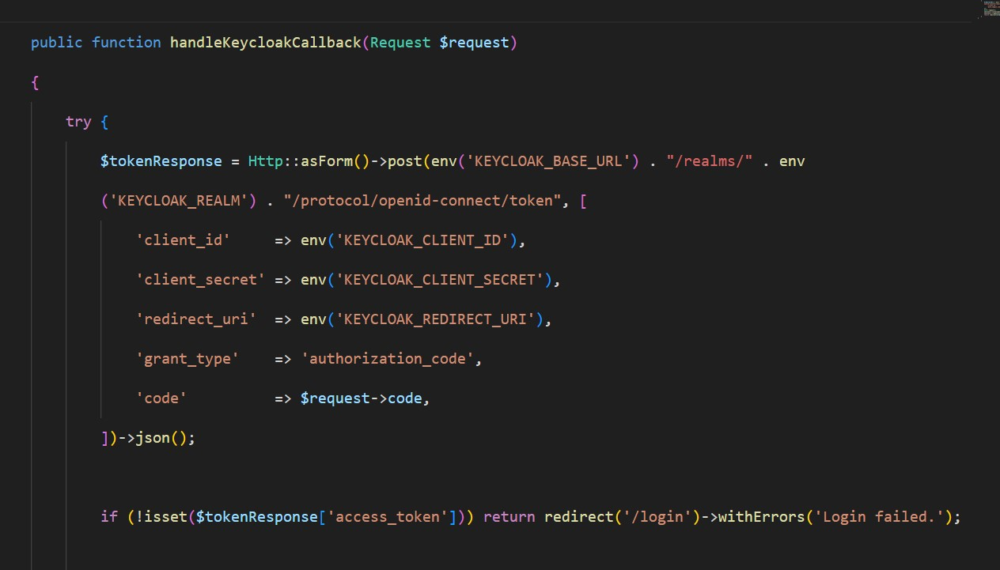 public function handleKeycloakCallback(Request $request)
{
try {
$tokenResponse = Http::asForm()->post(env('KEYCLOAK_BASE_URL') . "/realms/" . env
('KEYCLOAK_REALM') . "/protocol/openid-connect/token", [
'client_id'     => env('KEYCLOAK_CLIENT_ID'),
'client_secret' => env('KEYCLOAK_CLIENT_SECRET'),
'redirect_uri'  => env('KEYCLOAK_REDIRECT_URI'),
'grant_type'    => 'authorization_code',
'code'          => $request->code,
])->json();
if (!isset($tokenResponse['access_token'])) return redirect('/login')->withErrors('Login failed.');